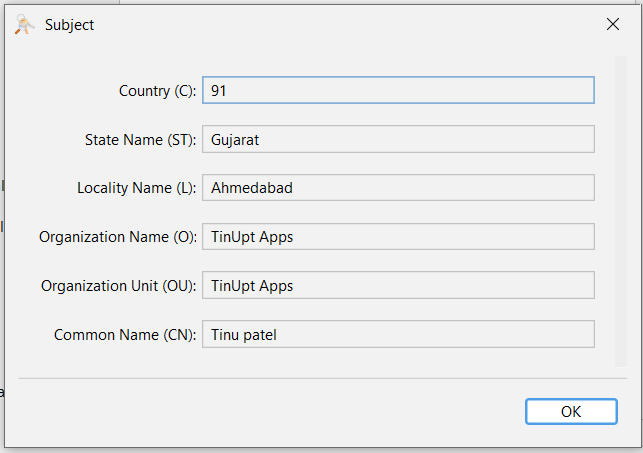 Subject
Country (C): 91
State Name (ST): Gujarat
Locality Name (L): Ahmedabad
Organization Name (O): TinUpt Apps
Organization Unit (OU): TinUpt Apps
Common Name (CN): Tinu patel
OK